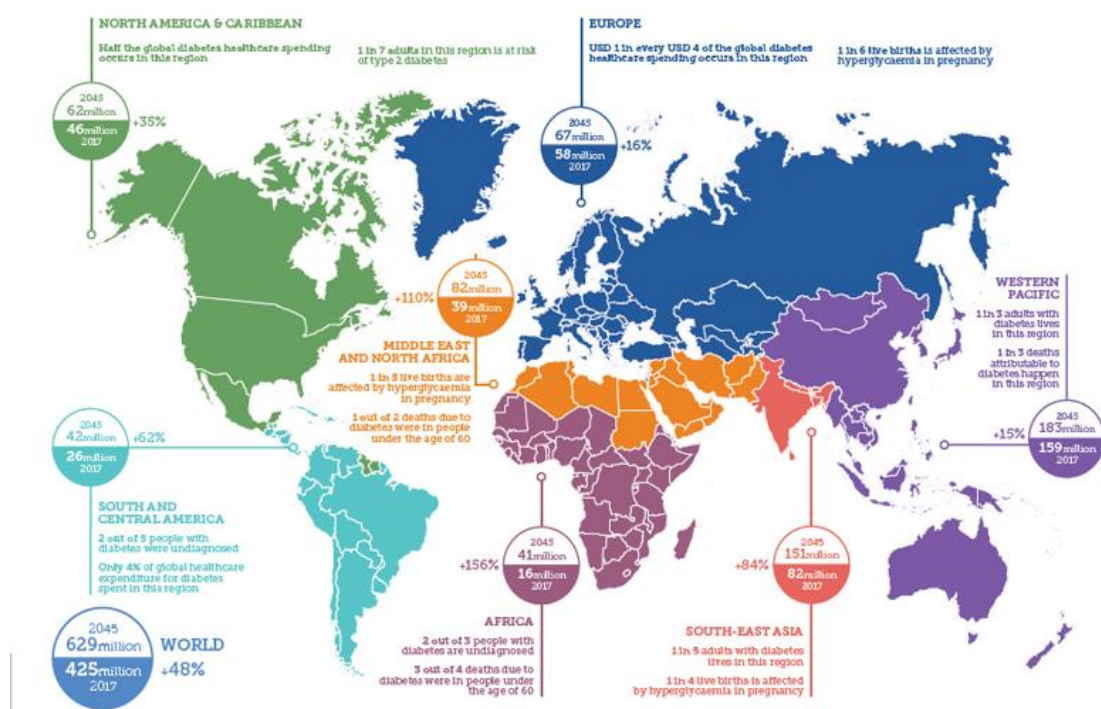 NORTH AMERICA & CARIBBEAN
Half the global diabetes healthcare spending
occurs in this region
1 in 7 adults in this region is at risk
of type 2 diabetes
2045
62million
46million
2017
+35%
EUROPE
USD 1 in every USD 4 of the global diabetes
healthcare spending occurs in this region
1 in 6 live births is affected by
hyperglycaemia in pregnancy
2045
67million
58million
2017
+16%
2045
82million
39million
2017
+110%
MIDDLE EAST
AND NORTH AFRICA
1 in 5 live births are
affected by hyperglycaemia
in pregnancy
1 out of 2 deaths due to
diabetes were in people
under the age of 60
WESTERN
PACIFIC
1 in 3 adults with
diabetes lives in
this region
1 in 3 deaths
attributable to
diabetes happen
in this region
2045
183million
159million
2017
+15%
2045
42million
26million
2017
+62%
SOUTH AND
CENTRAL AMERICA
2 out of 5 people with
diabetes were undiagnosed
Only 4% of global healthcare
expenditure for diabetes
spent in this region
2045
41million
16million
2017
+156%
AFRICA
2 out of 3 people with
diabetes are undiagnosed
3 out of 4 deaths due to
diabetes were in people under
the age of 60
2045
151million
82million
2017
+84%
SOUTH-EAST ASIA
1 in 5 adults with diabetes
lives in this region
1 in 4 live births is affected
by hyperglycaemia in pregnancy
2045
629million
425million
2017
WORLD
+48%